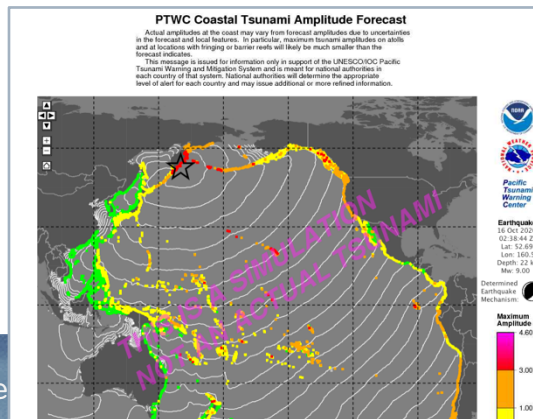 PTWC Coastal Tsunami Amplitude Forecast
Actual amplitudes at the coast may vary from forecast amplitudes due to uncertainties
in the forecast and local features. In particular, maximum tsunami amplitudes on atolls
and at locations with fringing or barrier reefs will likely be much smaller than the
forecast indicates.
This message is issued for information only in support of the UNESCO/IOC Pacific
Tsunami Warning and Mitigation System and is meant for national authorities in
each country of that system. National authorities will determine the appropriate
level of alert for each country and may issue additional or more refined information.
THIS IS A SIMULATION
NOT AN ACTUAL TSUNAMI
NOAA
Pacific
Tsunami
Warning
Center
Earthquake
16 Oct 202
02:38:44 Z
Lat: 52.69
Lon: 160.5
Depth: 22 k
Mw: 9.00
Determined
Earthquake
Mechanism:
Maximum
Amplitude
4.60
3.00
1.00
e